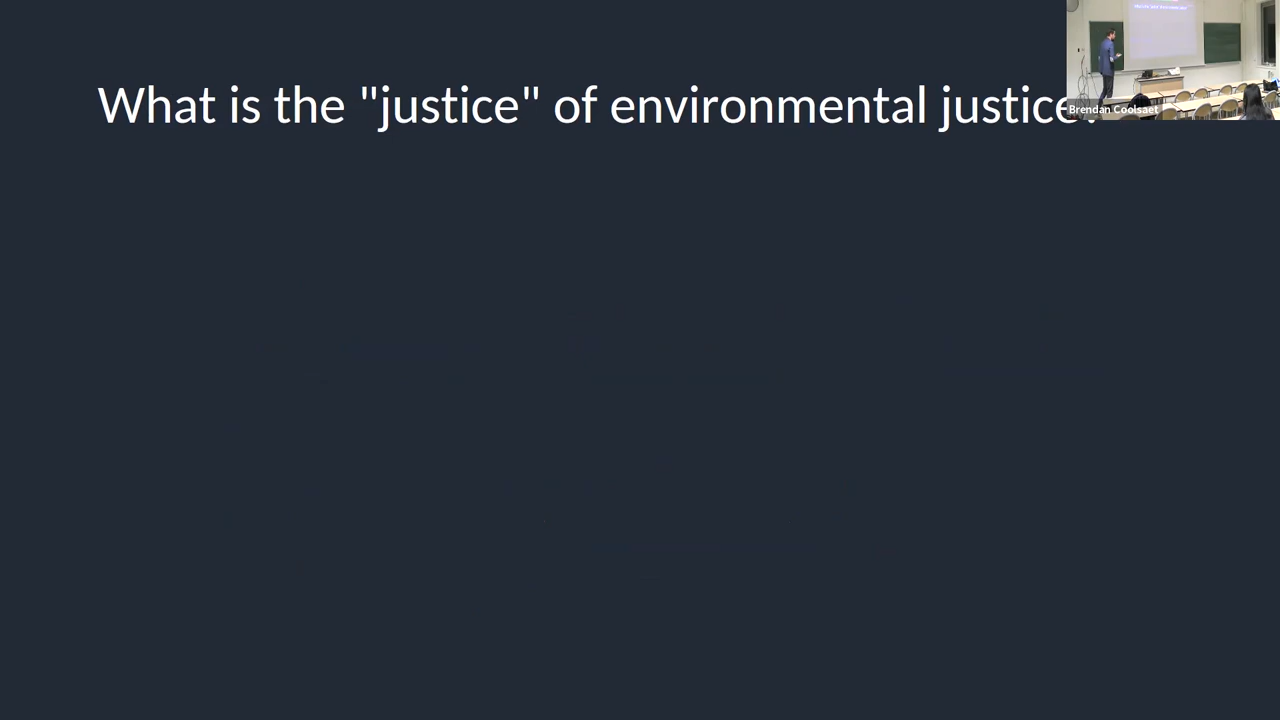 What is the "justice" of environmental justice?
Brendan Coolsaet